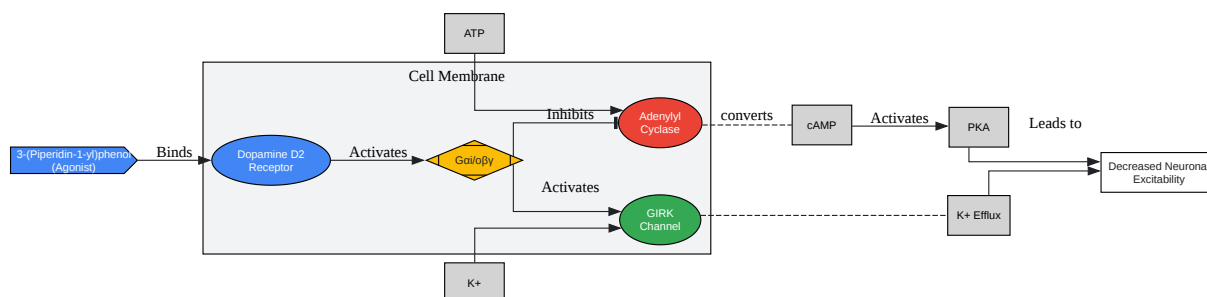 ATP
Cell Membrane
Inhibits
Adenylyl
Cyclase
converts
cAMP
Activates
PKA
Leads to
3-(Piperidin-1-yl)phenol
(Agonist)
Binds
Dopamine D2
Receptor
Activates
Gαi/oβγ
Decreased Neuronal
Excitability
Activates
GIRK
Channel
K+ Efflux
K+